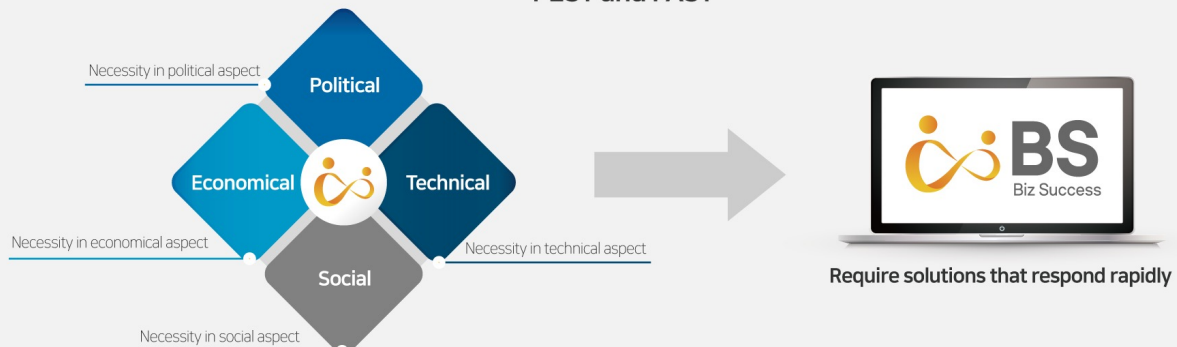 Necessity in political aspect
Political
Economical
Technical
Necessity in economical aspect
Necessity in technical aspect
Social
Necessity in social aspect
BS
Biz Success
Require solutions that respond rapidly